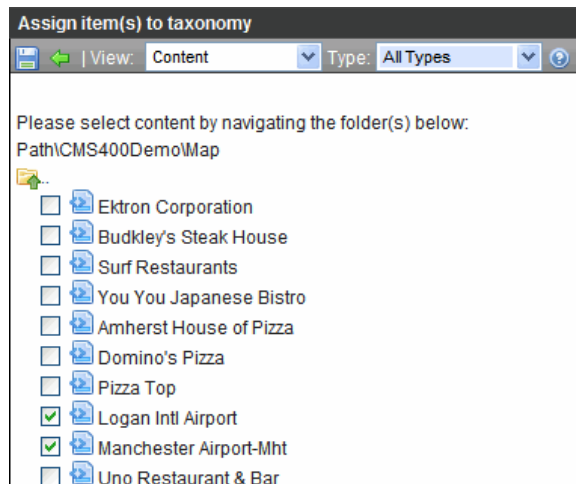 Assign item(s) to taxonomy
| View: Content Type: All Types
Please select content by navigating the folder(s) below:
Path\CMS400Demo\Map
..
Ektron Corporation
Budkley's Steak House
Surf Restaurants
You You Japanese Bistro
Amherst House of Pizza
Domino's Pizza
Pizza Top
Logan Intl Airport
Manchester Airport-Mht
Uno Restaurant & Bar